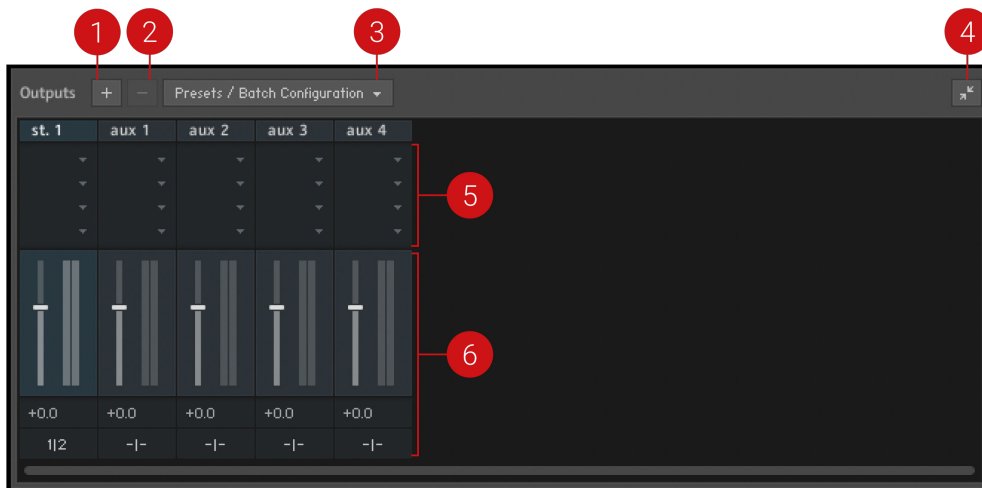 1 2 3 4
Outputs + − Presets / Batch Configuration
st. 1 aux 1 aux 2 aux 3 aux 4
5
6
+0.0 +0.0 +0.0 +0.0 +0.0
1|2 -|- -|- -|- -|-